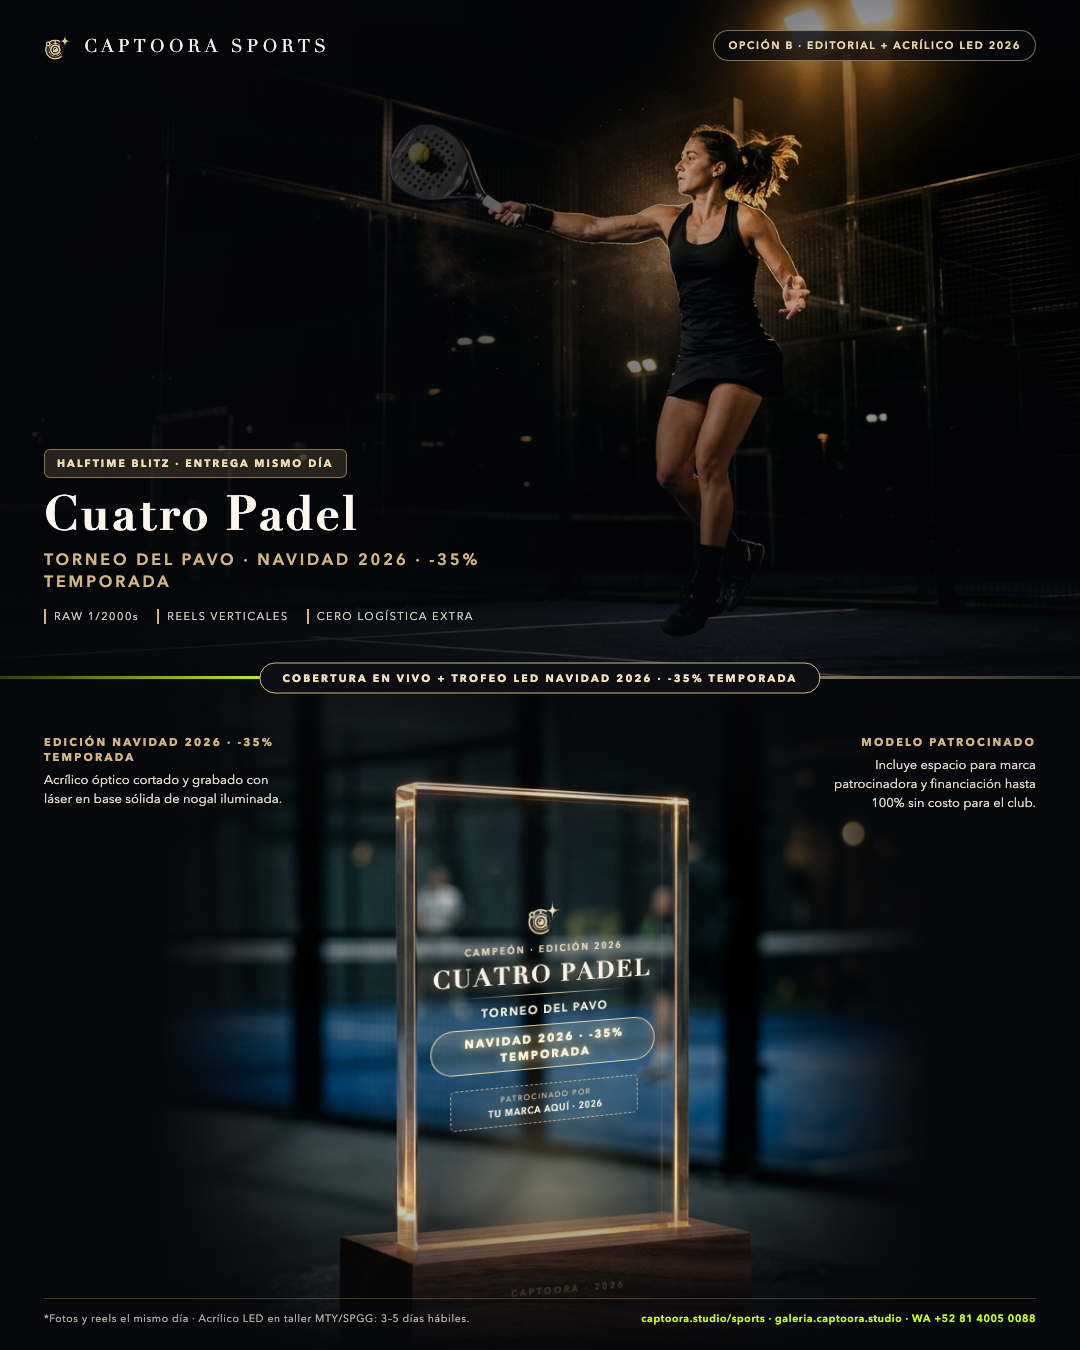 CAPTOORA SPORTS
OPCIÓN B · EDITORIAL + ACRÍLICO LED 2026
HALFTIME BLITZ · ENTREGA MISMO DÍA
Cuatro Padel
TORNEO DEL PAVO · NAVIDAD 2026 · -35%
TEMPORADA
RAW 1/2000s
REELS VERTICALES
CERO LOGÍSTICA EXTRA
COBERTURA EN VIVO + TROFEO LED NAVIDAD 2026 · -35% TEMPORADA
EDICIÓN NAVIDAD 2026 · -35%
TEMPORADA
Acrílico óptico cortado y grabado con
láser en base sólida de nogal iluminada.
MODELO PATROCINADO
Incluye espacio para marca
patrocinadora y financiación hasta
100% sin costo para el club.
CAMPEÓN · EDICIÓN 2026
CUATRO PADEL
TORNEO DEL PAVO
NAVIDAD 2026 · -35%
TEMPORADA
PATROCINADO POR
TU MARCA AQUÍ · 2026
CAPTOORA · 2026
*Fotos y reels el mismo día · Acrílico LED en taller MTY/SPGG: 3–5 días hábiles.
captoora.studio/sports · galeria.captoora.studio · WA +52 81 4005 0088